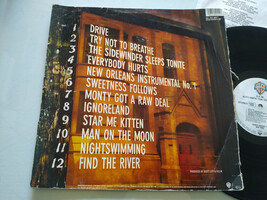 1 DRIVE
2 TRY NOT TO BREATHE
3 THE SIDEWINDER SLEEPS TONITE
4 EVERYBODY HURTS
5 NEW ORLEANS INSTRUMENTAL No. 1
6 SWEETNESS FOLLOWS
7 MONTY GOT A RAW DEAL
8 IGNORELAND
9 STAR ME KITTEN
10 MAN ON THE MOON
11 NIGHTSWIMMING
12 FIND THE RIVER